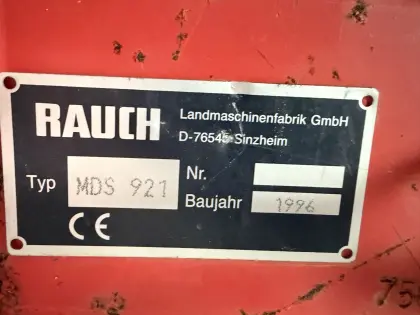 RAUCH
Landmaschinenfabrik GmbH
D-76545 Sinzheim
Typ MDS 921
Nr.
Baujahr 1996
CE